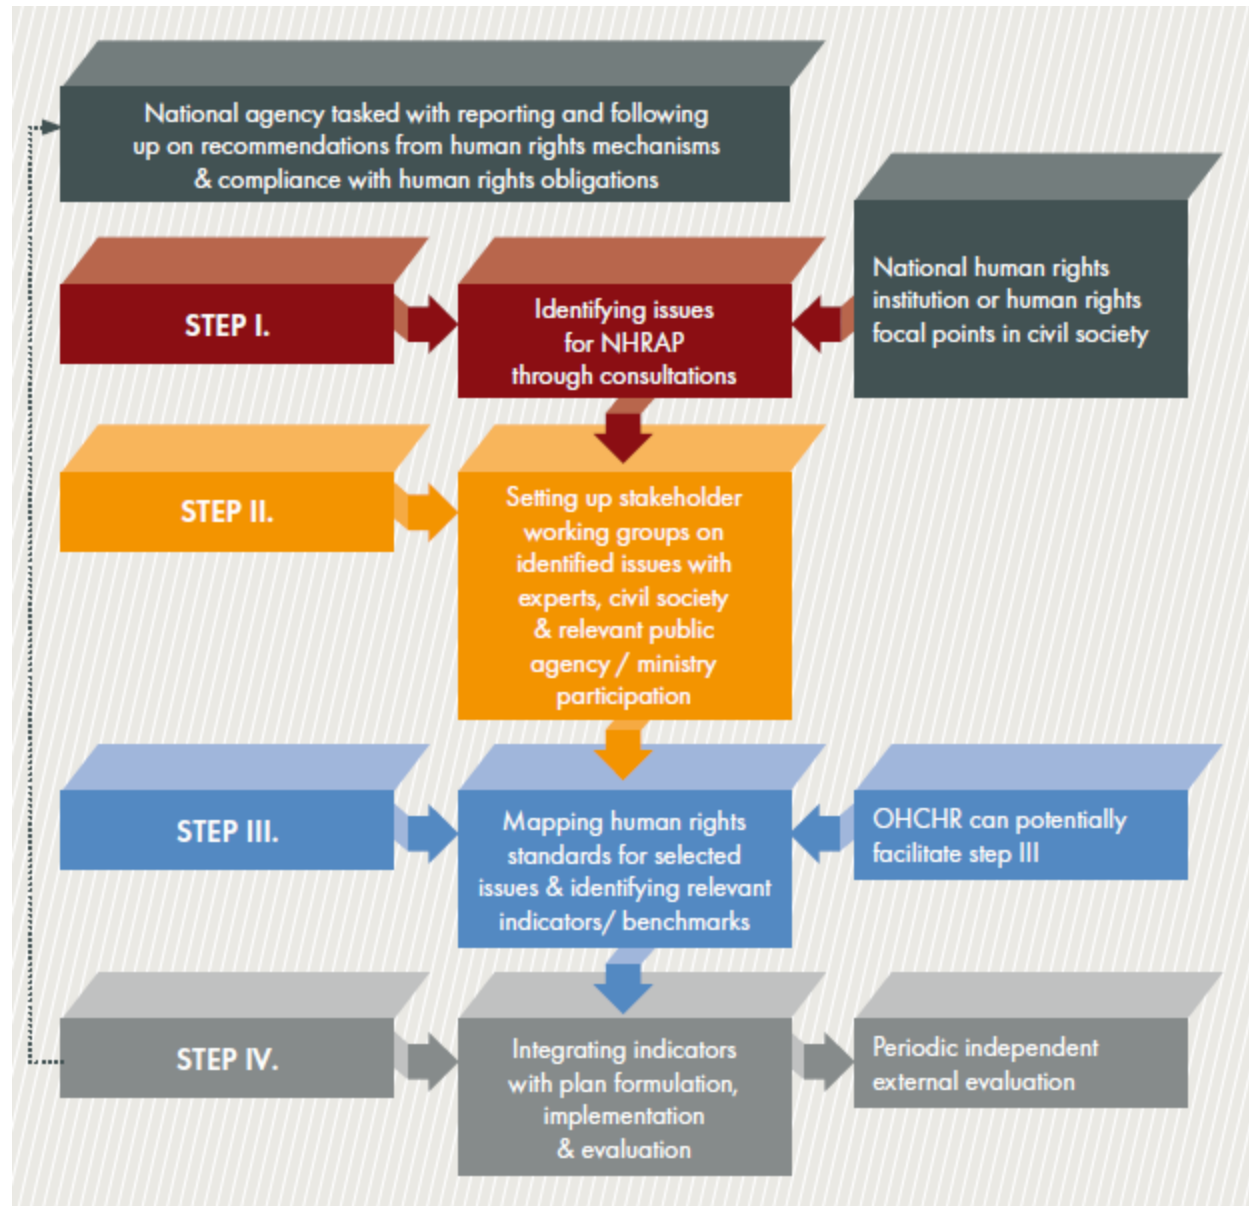 National agency tasked with reporting and following
up on recommendations from human rights mechanisms
& compliance with human rights obligations
National human rights
institution or human rights
focal points in civil society
STEP I.
Identifying issues
for NHRAP
through consultations
STEP II.
Setting up stakeholder
working groups on
identified issues with
experts, civil society
& relevant public
agency / ministry
participation
STEP III.
Mapping human rights
standards for selected
issues & identifying relevant
indicators/ benchmarks
OHCHR can potentially
facilitate step III
STEP IV.
Integrating indicators
with plan formulation,
implementation
& evaluation
Periodic independent
external evaluation